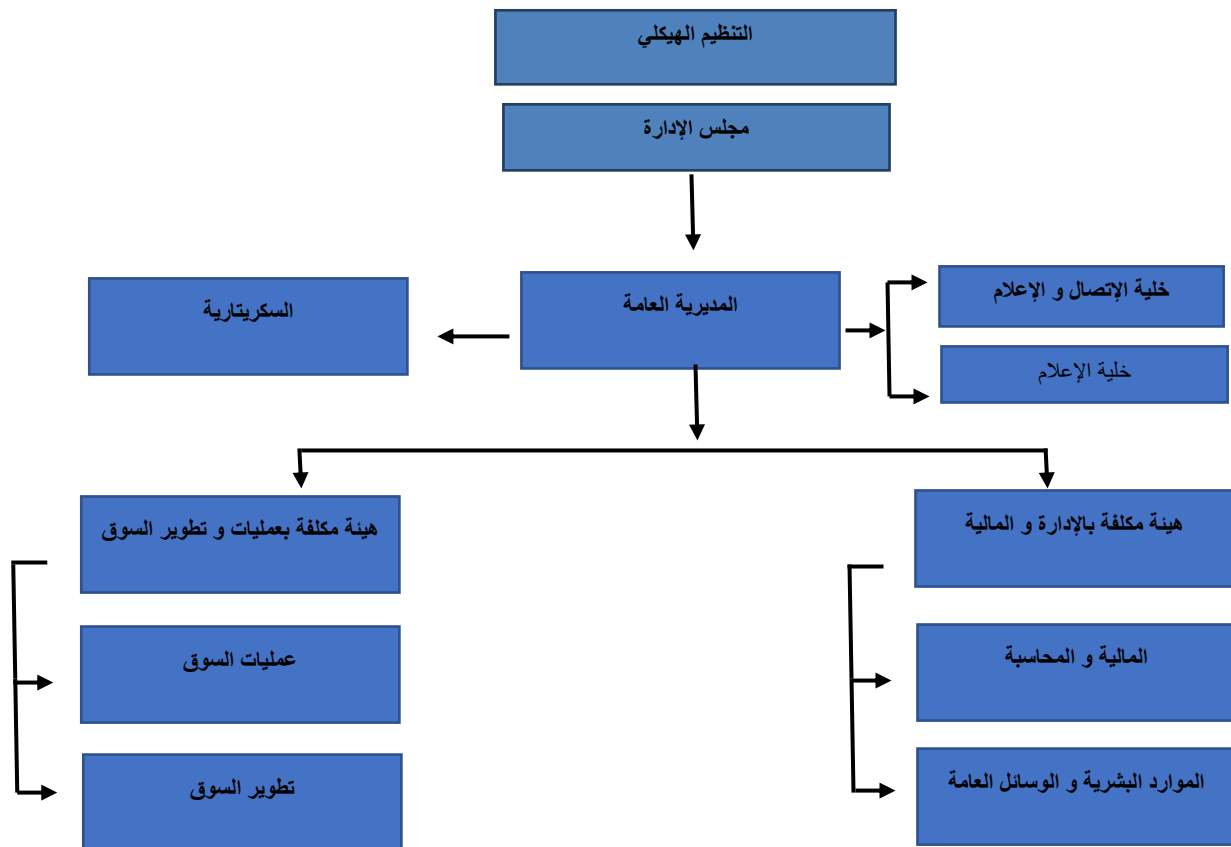 التنظيم الهيكلي
مجلس الإدارة
المديرية العامة
خلية الإتصال و الإعلام
السكريتارية
خلية الإعلام
هيئة مكلفة بالإدارة و المالية
هيئة مكلفة بعمليات و تطوير السوق
المالية و المحاسبة
عمليات السوق
الموارد البشرية و الوسائل العامة
تطوير السوق